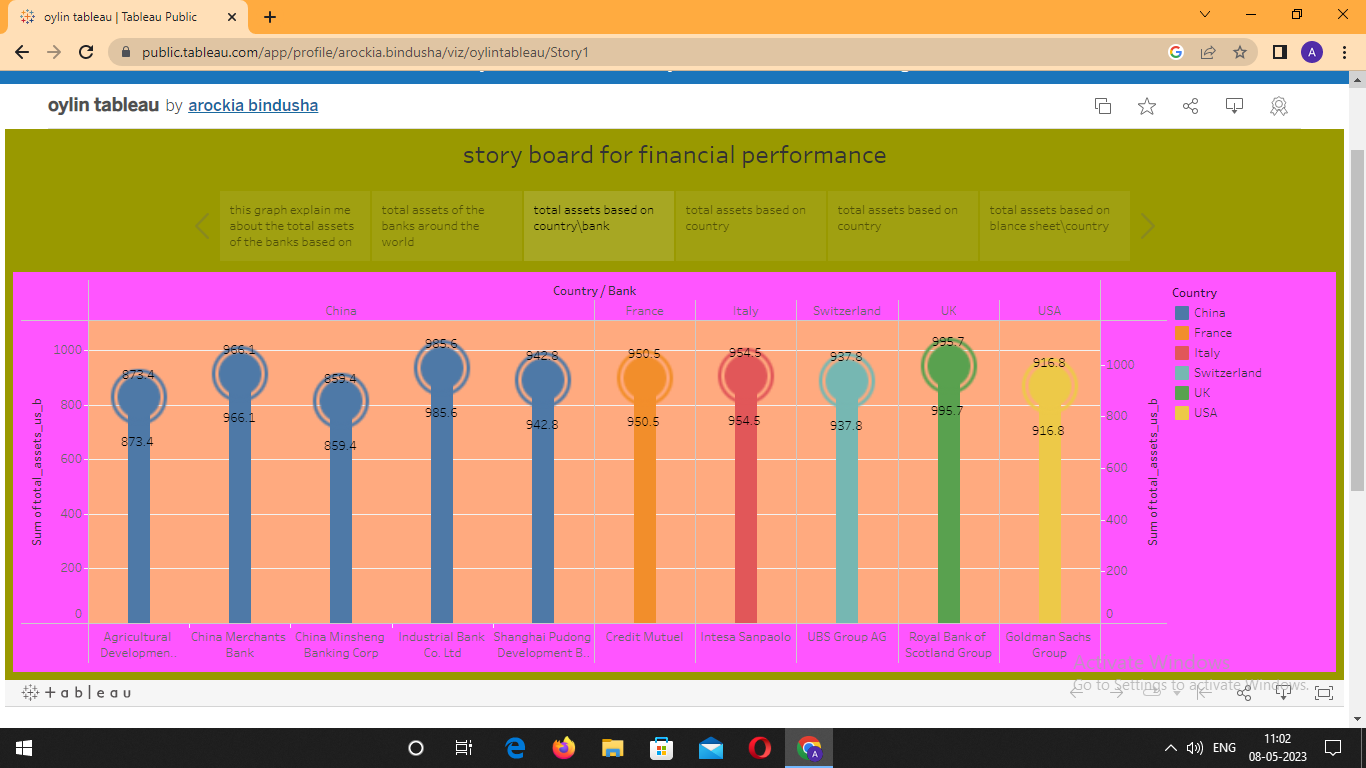 oylin tableau | Tableau Public
public.tableau.com/app/profile/arockia.bindusha/viz/oylintableau/Story1
A
oylin tableau by arockia bindusha
story board for financial performance
this graph explain me
about the total assets
of the banks based on
total assets of the
banks around the
world
total assets based on
country\bank
total assets based on
country
total assets based on
country
total assets based on
blance sheet\country
Country / Bank
China France Italy Switzerland UK USA
Sum of total_assets_us_b
1000
800
600
400
200
0
873.4 966.1 859.4 985.6 942.8 950.5 954.5 937.8 995.7 916.8
873.4 966.1 859.4 985.6 942.8 950.5 954.5 937.8 995.7 916.8
1000
800
600
400
200
0
Sum of total_assets_us_b
Agricultural
Developmen..
China Merchants
Bank
China Minsheng
Banking Corp
Industrial Bank
Co. Ltd
Shanghai Pudong
Development B..
Credit Mutuel
Intesa Sanpaolo
UBS Group AG
Royal Bank of
Scotland Group
Goldman Sachs
Group
Country
China
France
Italy
Switzerland
UK
USA
Activate Windows
Go to Settings to activate Windows.
+ableau
A
ENG
11:02
08-05-2023